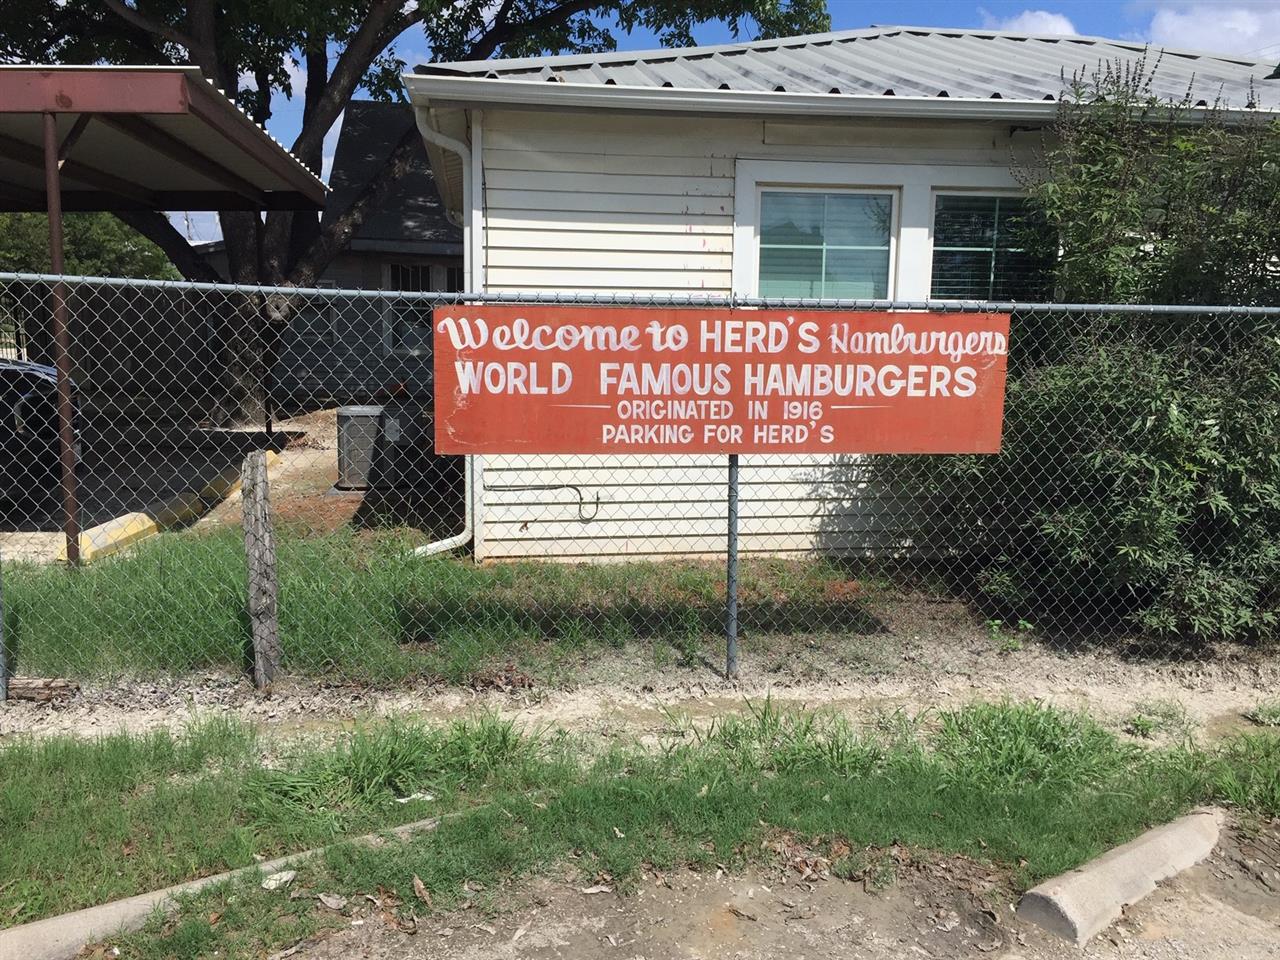 Welcome to HERD'S Hamburgers
WORLD FAMOUS HAMBURGERS
ORIGINATED IN 1916
PARKING FOR HERD'S